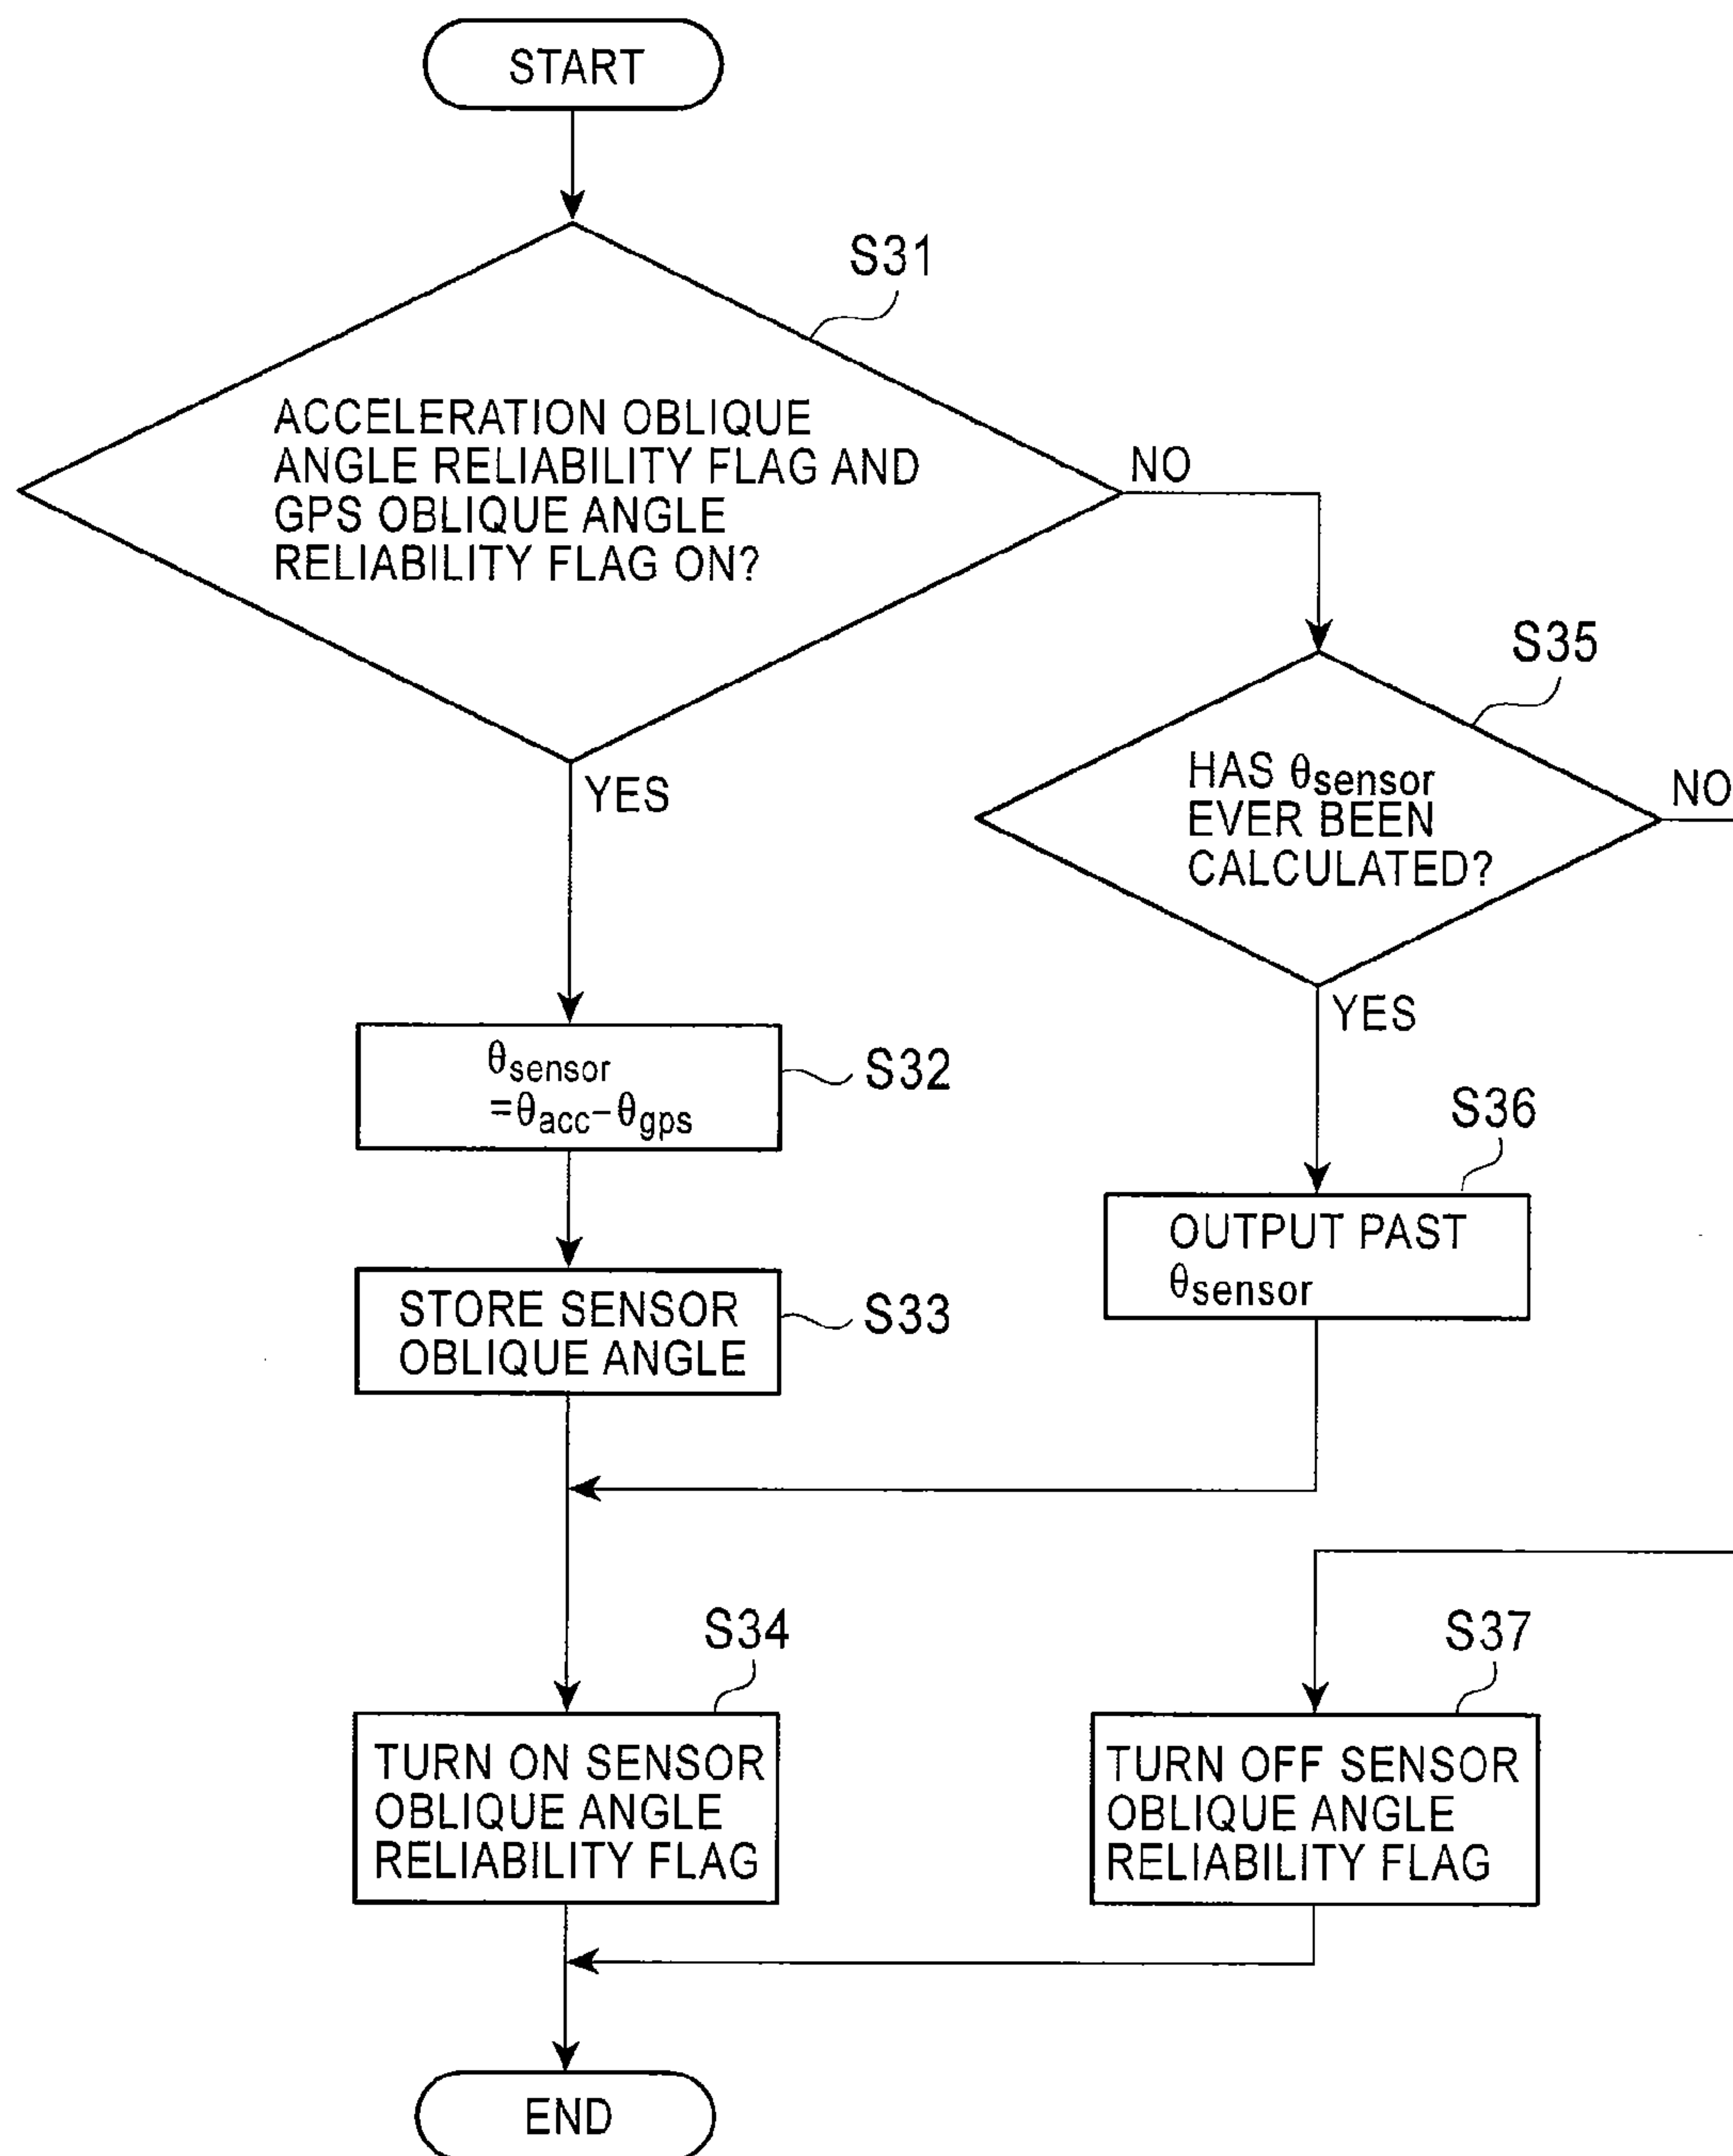 START
S31
ACCELERATION OBLIQUE
ANGLE RELIABILITY FLAG AND
GPS OBLIQUE ANGLE
RELIABILITY FLAG ON?
NO
YES
S35
HAS θsensor
EVER BEEN
CALCULATED?
NO
YES
θsensor
=θacc−θgps
S32
S36
OUTPUT PAST
θsensor
STORE SENSOR
OBLIQUE ANGLE
S33
S34
TURN ON SENSOR
OBLIQUE ANGLE
RELIABILITY FLAG
S37
TURN OFF SENSOR
OBLIQUE ANGLE
RELIABILITY FLAG
END